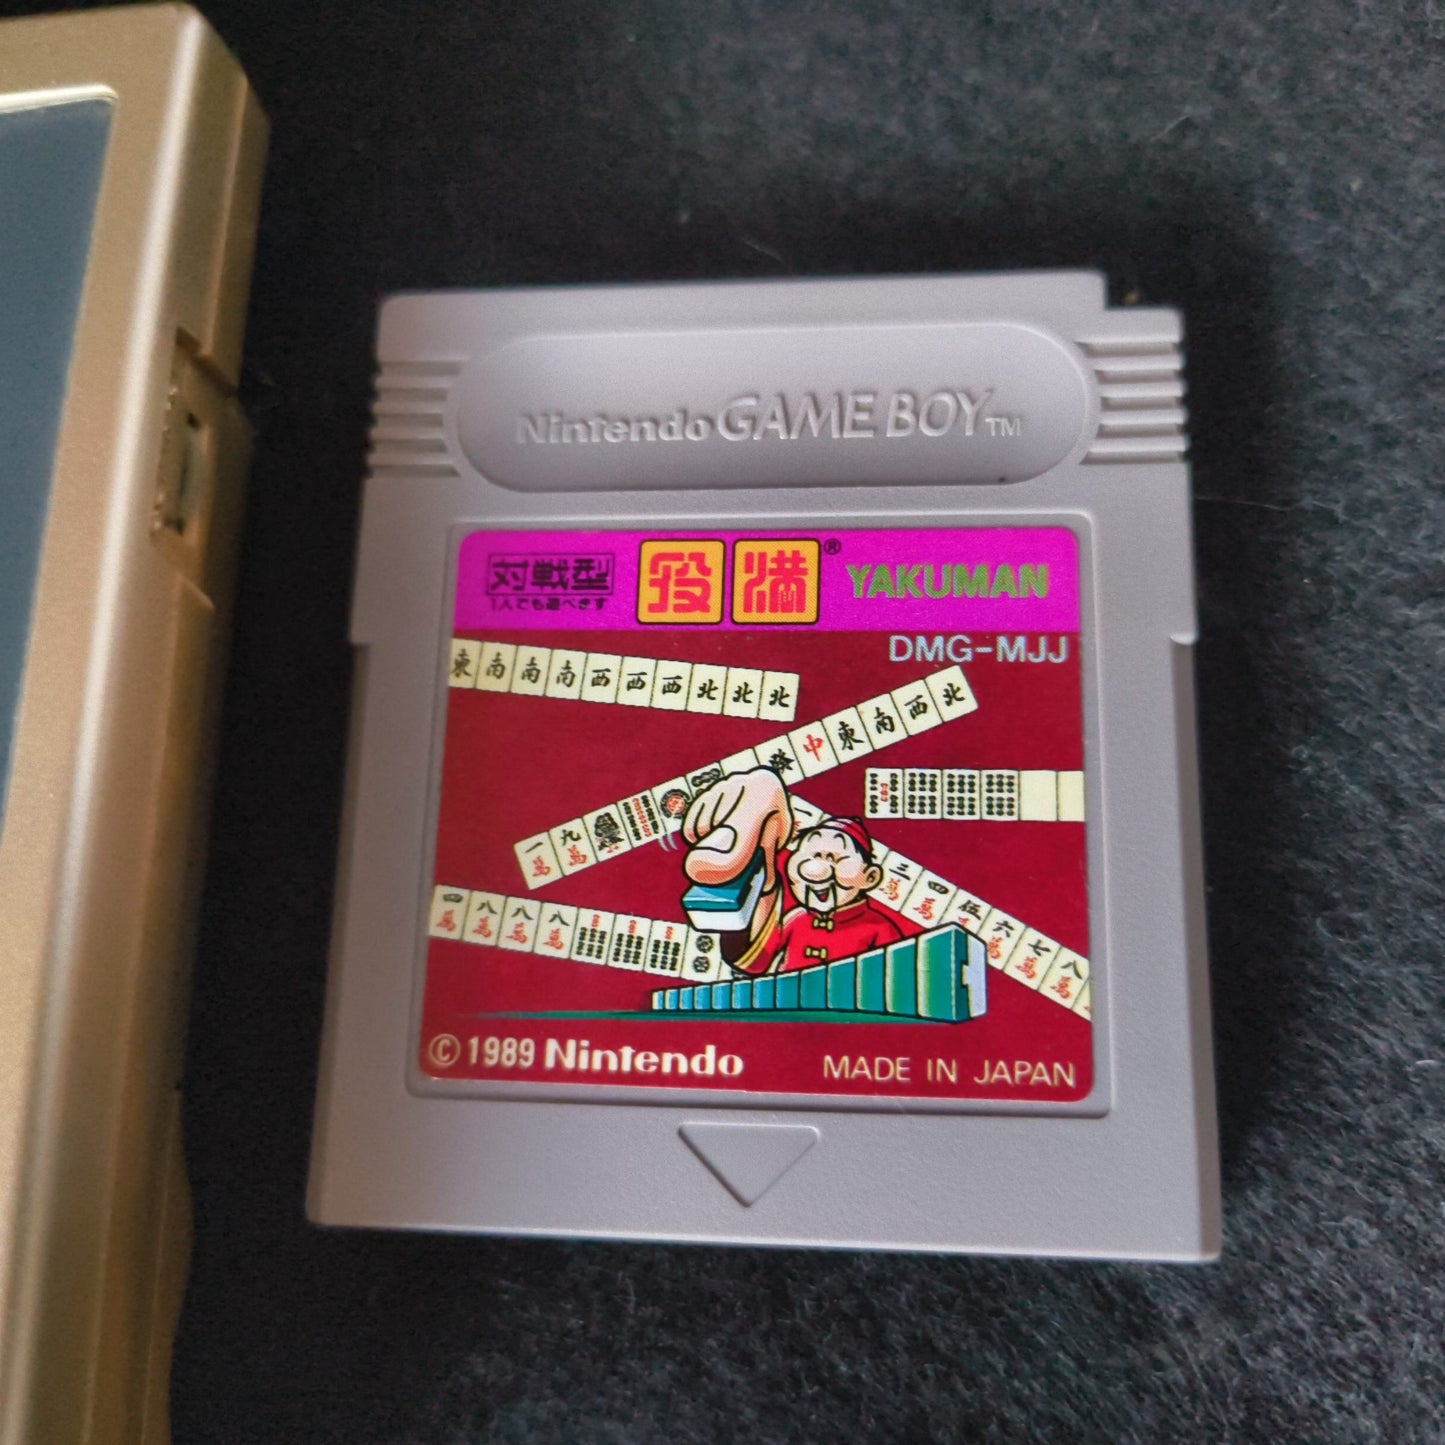 Nintendo GAME BOY TM
対戦型 役満® YAKUMAN
1人でも遊べます
DMG-MJJ
東南南南西西西北北北
發中東南西北
一萬九萬
三萬四萬伍萬六萬七萬八萬
四萬八萬八萬八萬
© 1989 Nintendo
MADE IN JAPAN